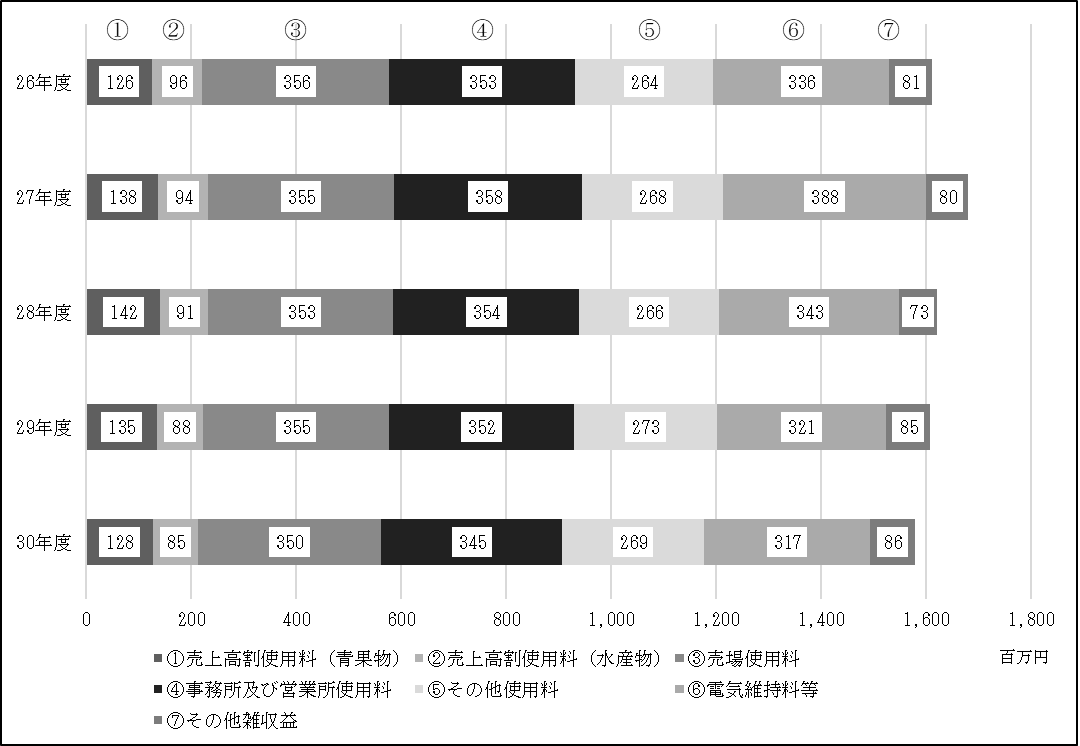 ① ② ③ ④ ⑤ ⑥ ⑦
26年度 126 96 356 353 264 336 81
27年度 138 94 355 358 268 388 80
28年度 142 91 353 354 266 343 73
29年度 135 88 355 352 273 321 85
30年度 128 85 350 345 269 317 86
0 200 400 600 800 1,000 1,200 1,400 1,600 1,800
①売上高割使用料（青果物） ②売上高割使用料（水産物） ③売場使用料 百万円
④事務所及び営業所使用料 ⑤その他使用料 ⑥電気維持料等
⑦その他雑収益